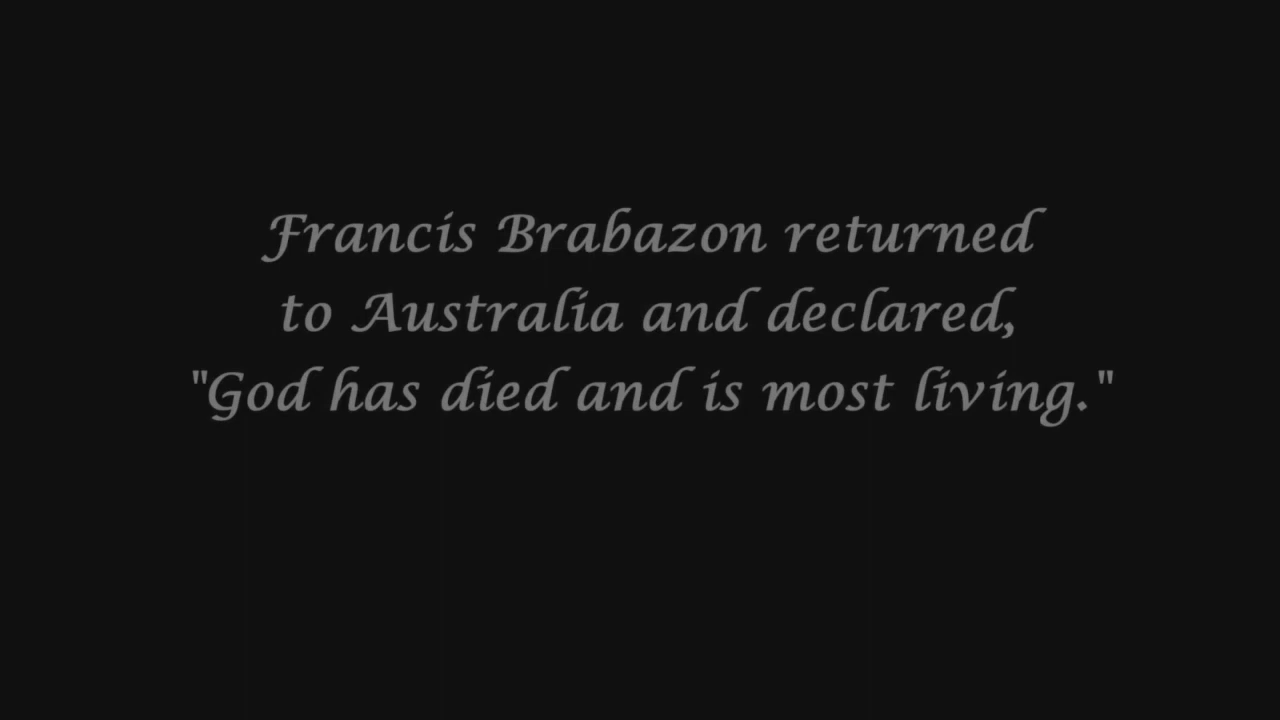 Francis Brabazon returned
to Australia and declared,
"God has died and is most living."